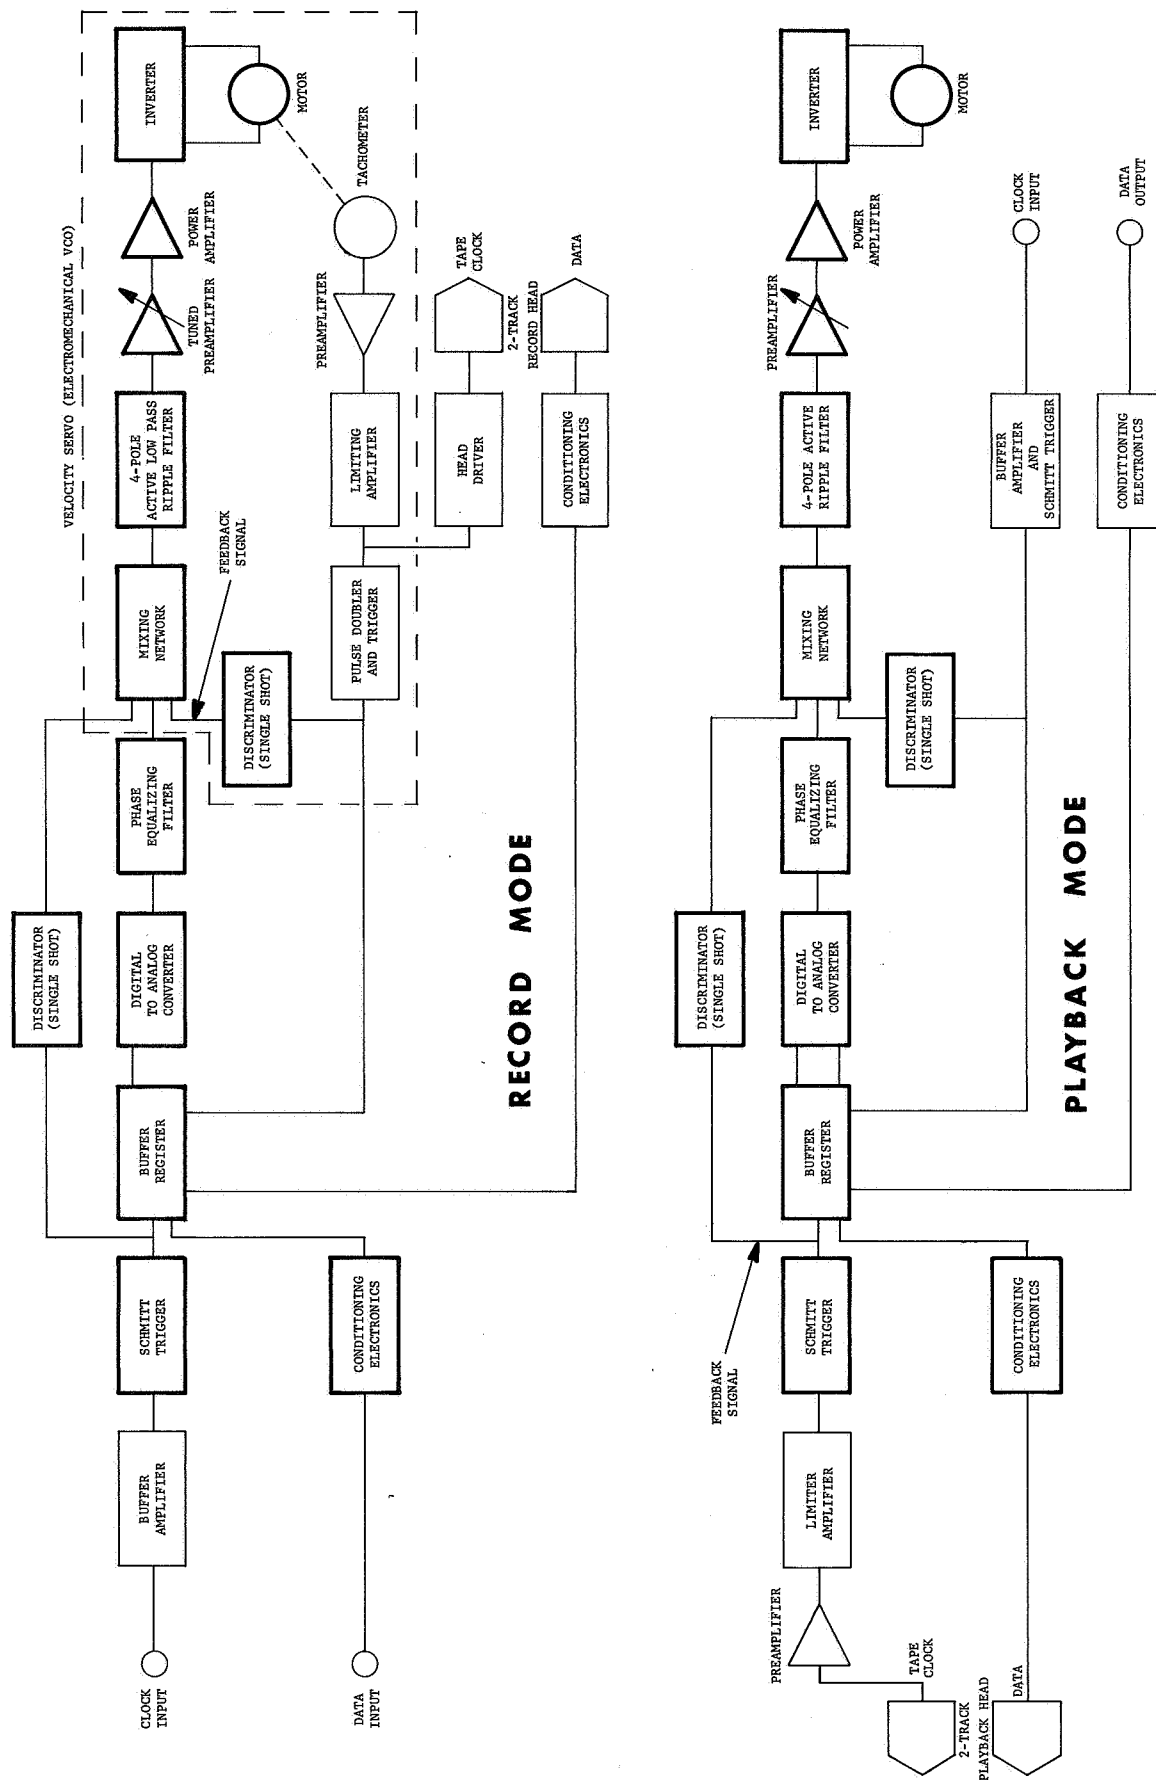 VELOCITY SERVO (ELECTROMECHANICAL VCO)
CLOCK
INPUT
BUFFER
AMPLIFIER
SCHMITT
TRIGGER
BUFFER
REGISTER
DISCRIMINATOR
(SINGLE SHOT)
DIGITAL
TO ANALOG
CONVERTER
PHASE
EQUALIZING
FILTER
MIXING
NETWORK
4-POLE
ACTIVE LOW PASS
RIPPLE FILTER
TUNED
PREAMPLIFIER
POWER
AMPLIFIER
INVERTER
MOTOR
FEEDBACK
SIGNAL
DISCRIMINATOR
(SINGLE SHOT)
DATA
INPUT
CONDITIONING
ELECTRONICS
PULSE DOUBLER
AND TRIGGER
LIMITING
AMPLIFIER
PREAMPLIFIER
TACHOMETER
HEAD
DRIVER
TAPE
CLOCK
2-TRACK
RECORD HEAD
CONDITIONING
ELECTRONICS
DATA
RECORD MODE
PREAMPLIFIER
LIMITER
AMPLIFIER
SCHMITT
TRIGGER
FEEDBACK
SIGNAL
BUFFER
REGISTER
DISCRIMINATOR
(SINGLE SHOT)
DIGITAL
TO ANALOG
CONVERTER
PHASE
EQUALIZING
FILTER
MIXING
NETWORK
4-POLE ACTIVE
RIPPLE FILTER
PREAMPLIFIER
POWER
AMPLIFIER
INVERTER
MOTOR
DISCRIMINATOR
(SINGLE SHOT)
TAPE
CLOCK
2-TRACK
PLAYBACK HEAD
DATA
CONDITIONING
ELECTRONICS
BUFFER
AMPLIFIER
AND
SCHMITT TRIGGER
CLOCK
INPUT
CONDITIONING
ELECTRONICS
DATA
OUTPUT
PLAYBACK MODE